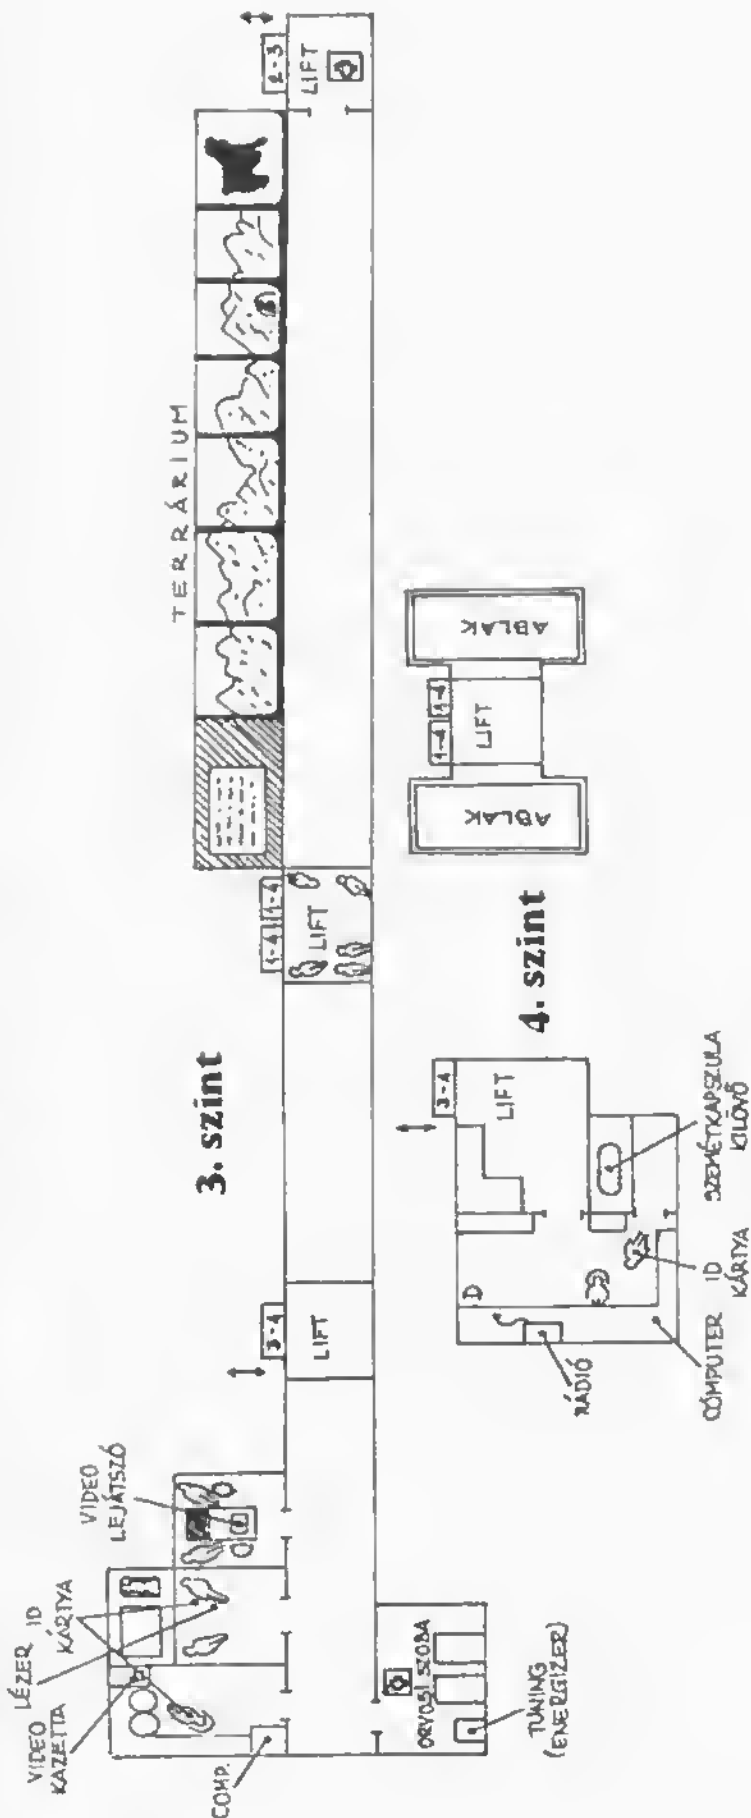 3. szint
VIDEO
KAZETTA
LÉZER ID
KÁRTYA
VIDEO
LEJÁTSZÓ
COMP.
ORVOSI SZOBA
TUNING
(ENERGIZER)
3-4
LIFT
1-4
1-4
LIFT
TERRÁRIUM
2-3
LIFT
4. szint
3-4
LIFT
D
RÁDIÓ
COMPUTER
ID
KÁRTYA
SZEMÉTKAPSZULA
KILÖVŐ
ABLAK
1-4
1-4
LIFT
ABLAK